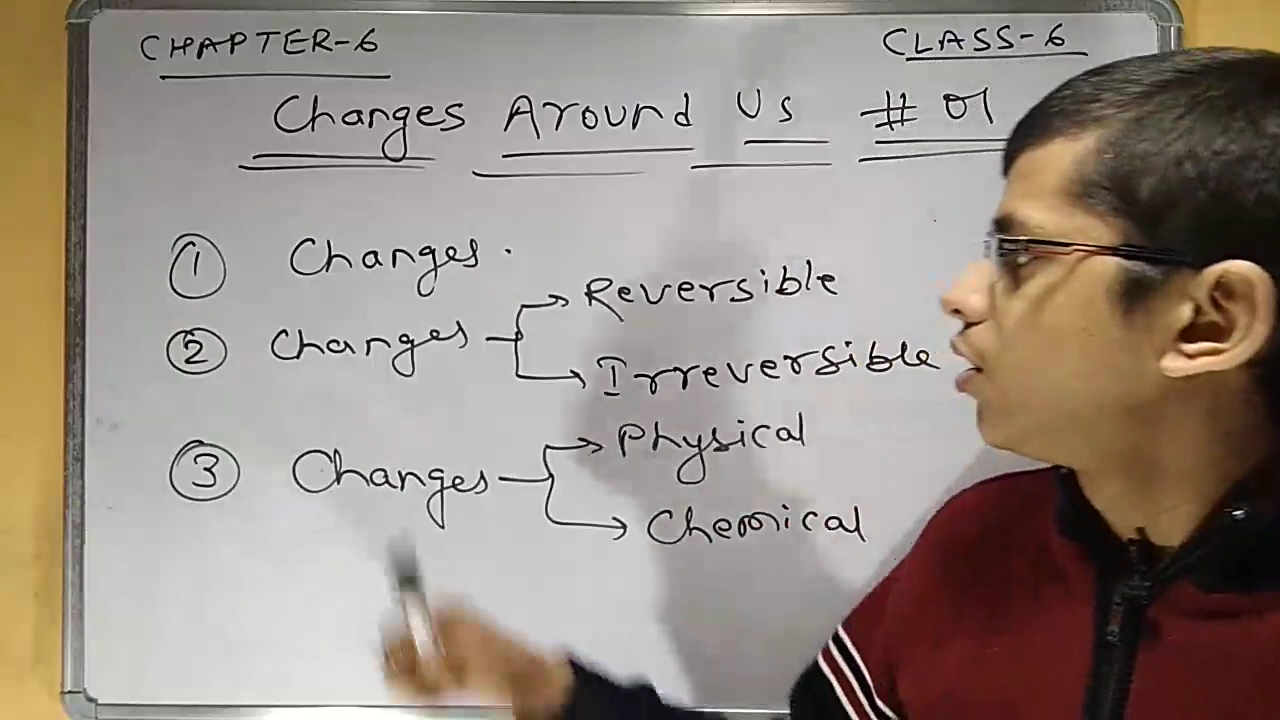 CHAPTER-6
CLASS-6
Changes Around Us # 01
① Changes.
② Changes → Reversible
→ Irreversible
③ Changes → Physical
→ Chemical